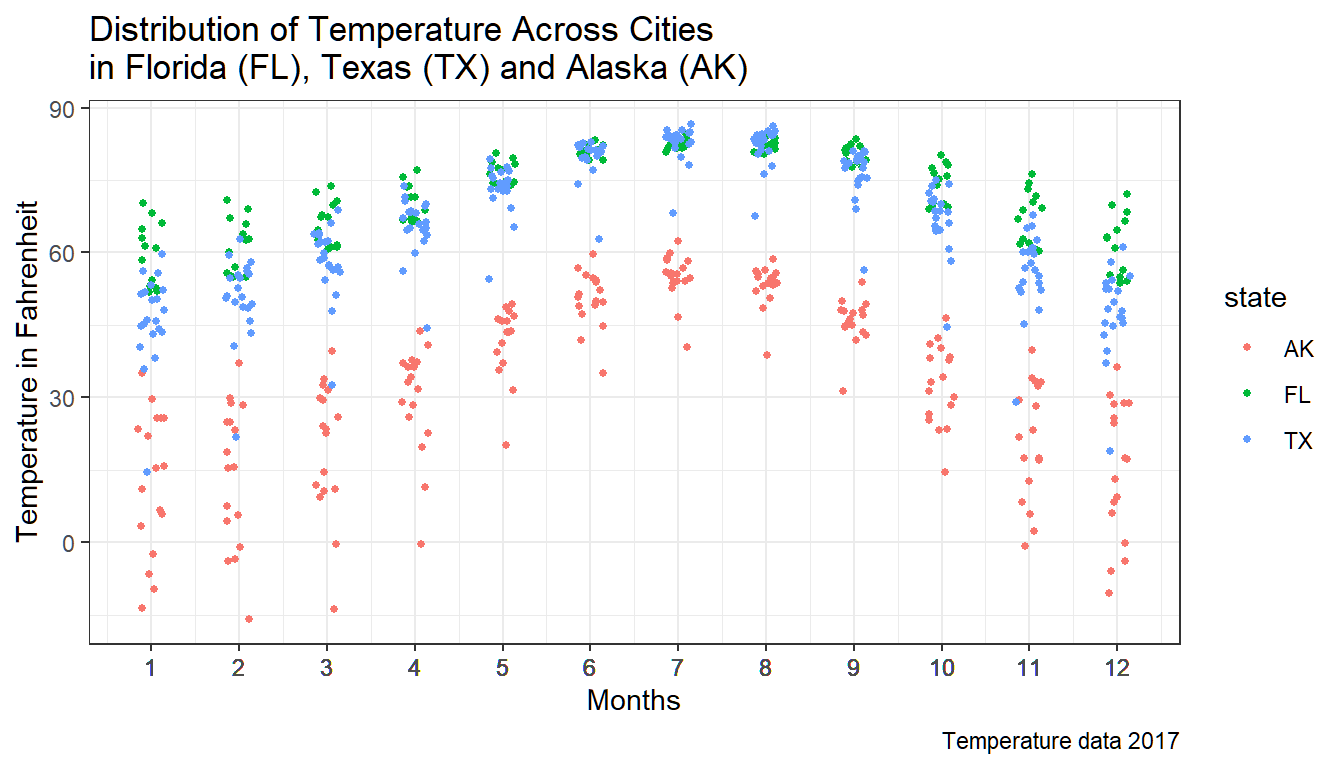 Distribution of Temperature Across Cities
in Florida (FL), Texas (TX) and Alaska (AK)
Temperature in Fahrenheit
90
60
30
0
1 2 3 4 5 6 7 8 9 10 11 12
Months
state
AK
FL
TX
Temperature data 2017